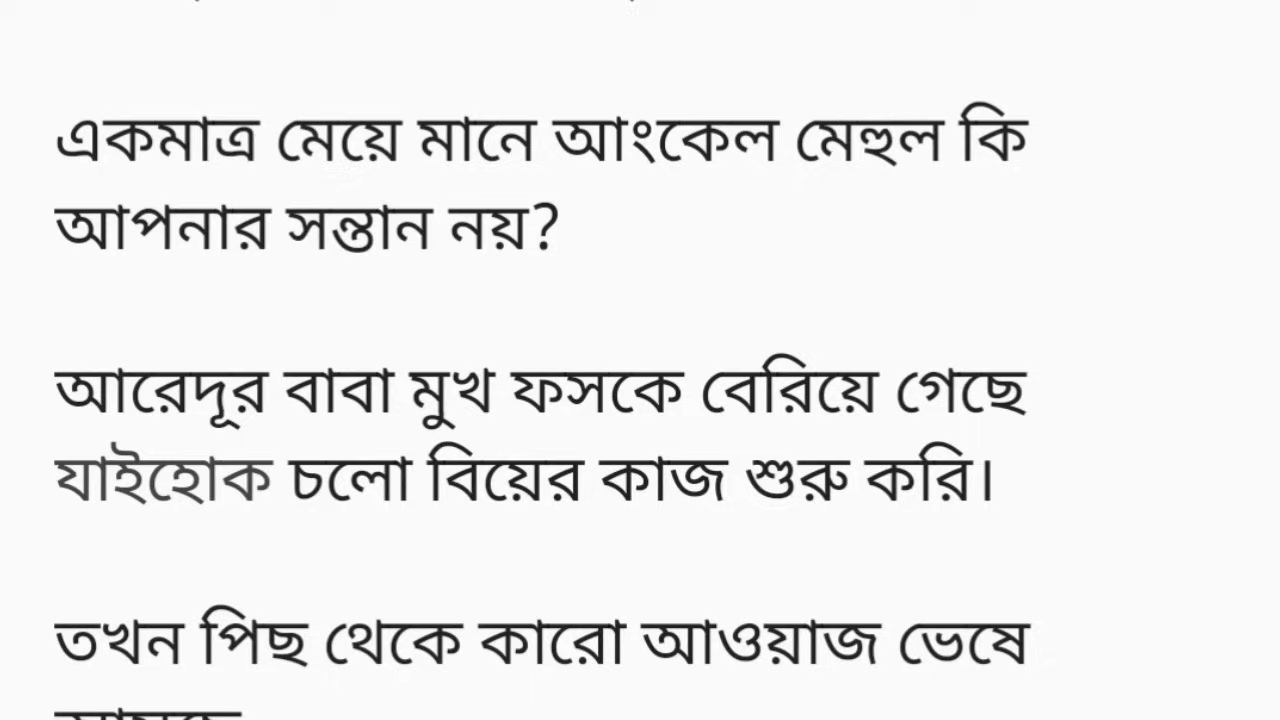 একমাত্র মেয়ে মানে আংকেল মেহুল কি
আপনার সন্তান নয়?
আরেদূর বাবা মুখ ফসকে বেরিয়ে গেছে
যাইহোক চলো বিয়ের কাজ শুরু করি।
তখন পিছ থেকে কারো আওয়াজ ভেষে